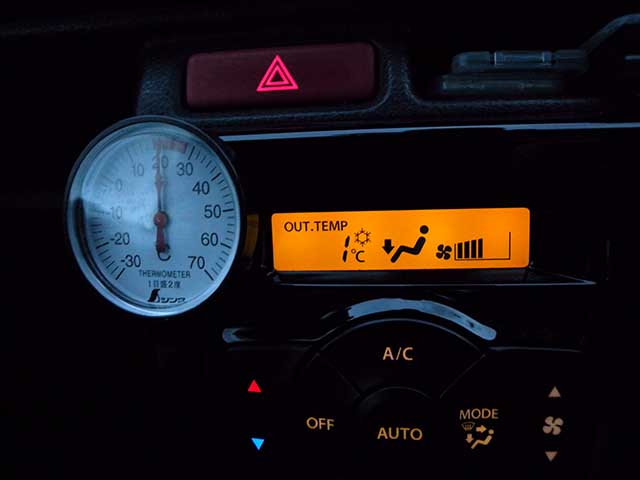 10 20 30
0 40
-10 50
-20 60
-30 70
C
THERMOMETER
1目盛2度
シンワ
OUT.TEMP
1°C
A/C
OFF
AUTO
MODE